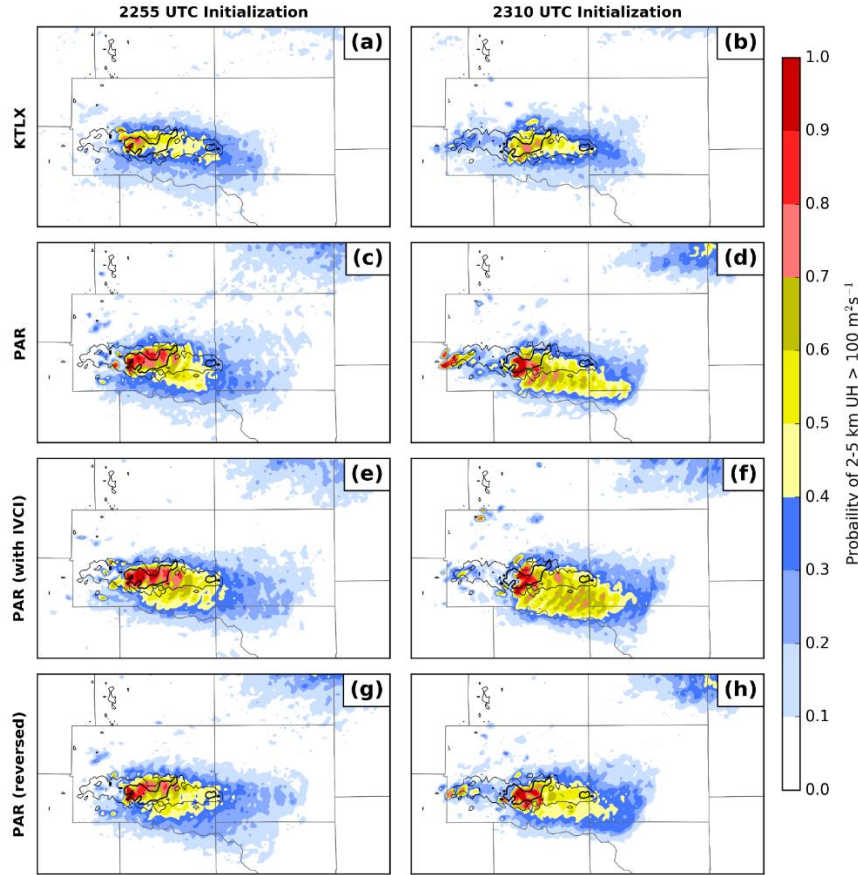 2255 UTC Initialization
2310 UTC Initialization
KTLX
(a)
(b)
PAR
(c)
(d)
PAR (with IVCI)
(e)
(f)
PAR (reversed)
(g)
(h)
1.0
0.9
0.8
0.7
0.6
0.5
0.4
0.3
0.2
0.1
0.0
Probaility of 2-5 km UH > 100 m²s⁻¹